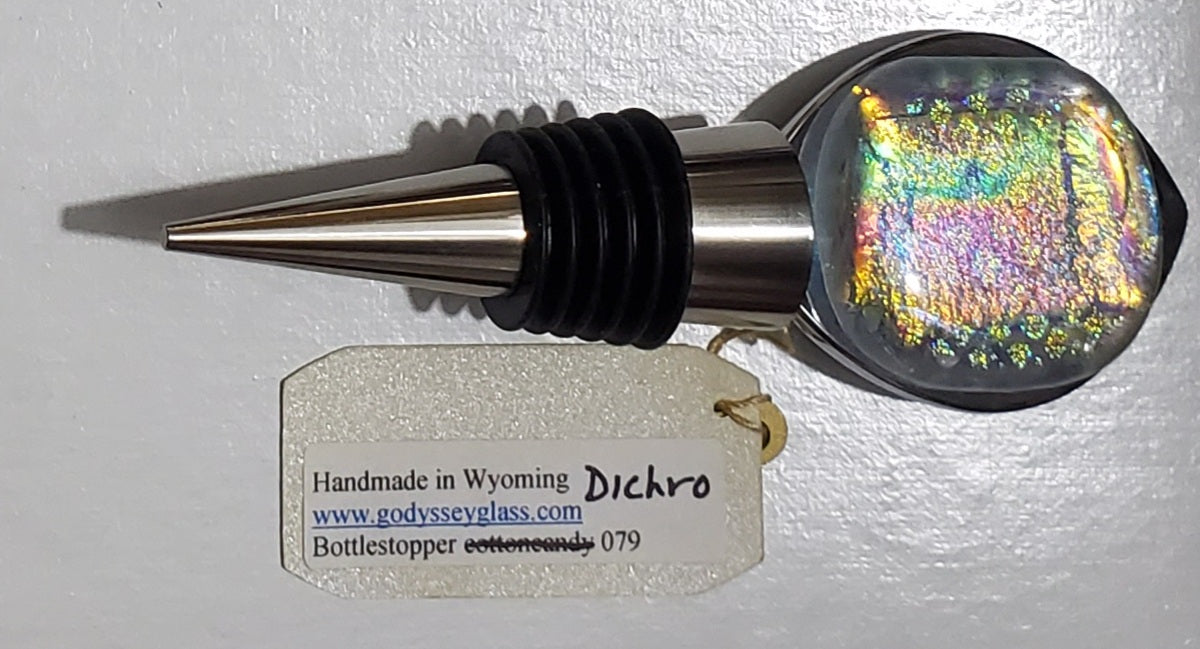 Handmade in Wyoming Dichro
www.godysseyglass.com
Bottlestopper cottoncandy 079